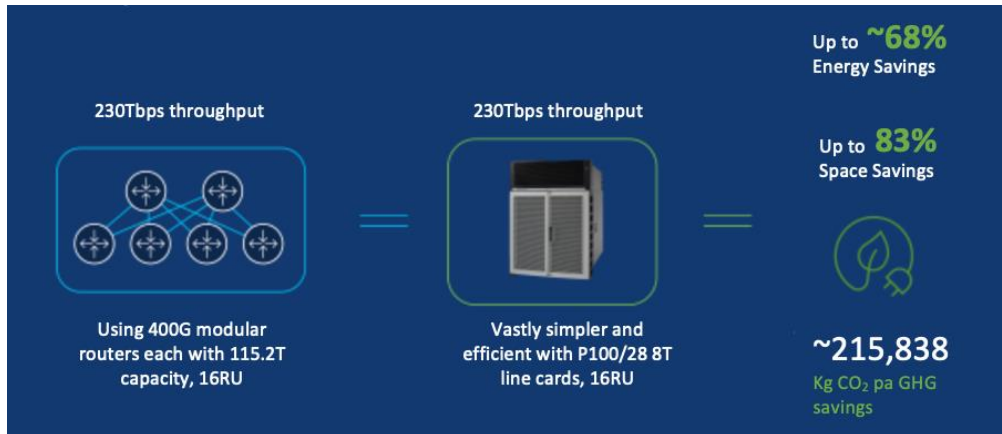 230Tbps throughput
Using 400G modular
routers each with 115.2T
capacity, 16RU
230Tbps throughput
Vastly simpler and
efficient with P100/28 8T
line cards, 16RU
Up to ~68%
Energy Savings
Up to 83%
Space Savings
~215,838
Kg CO₂ pa GHG
savings